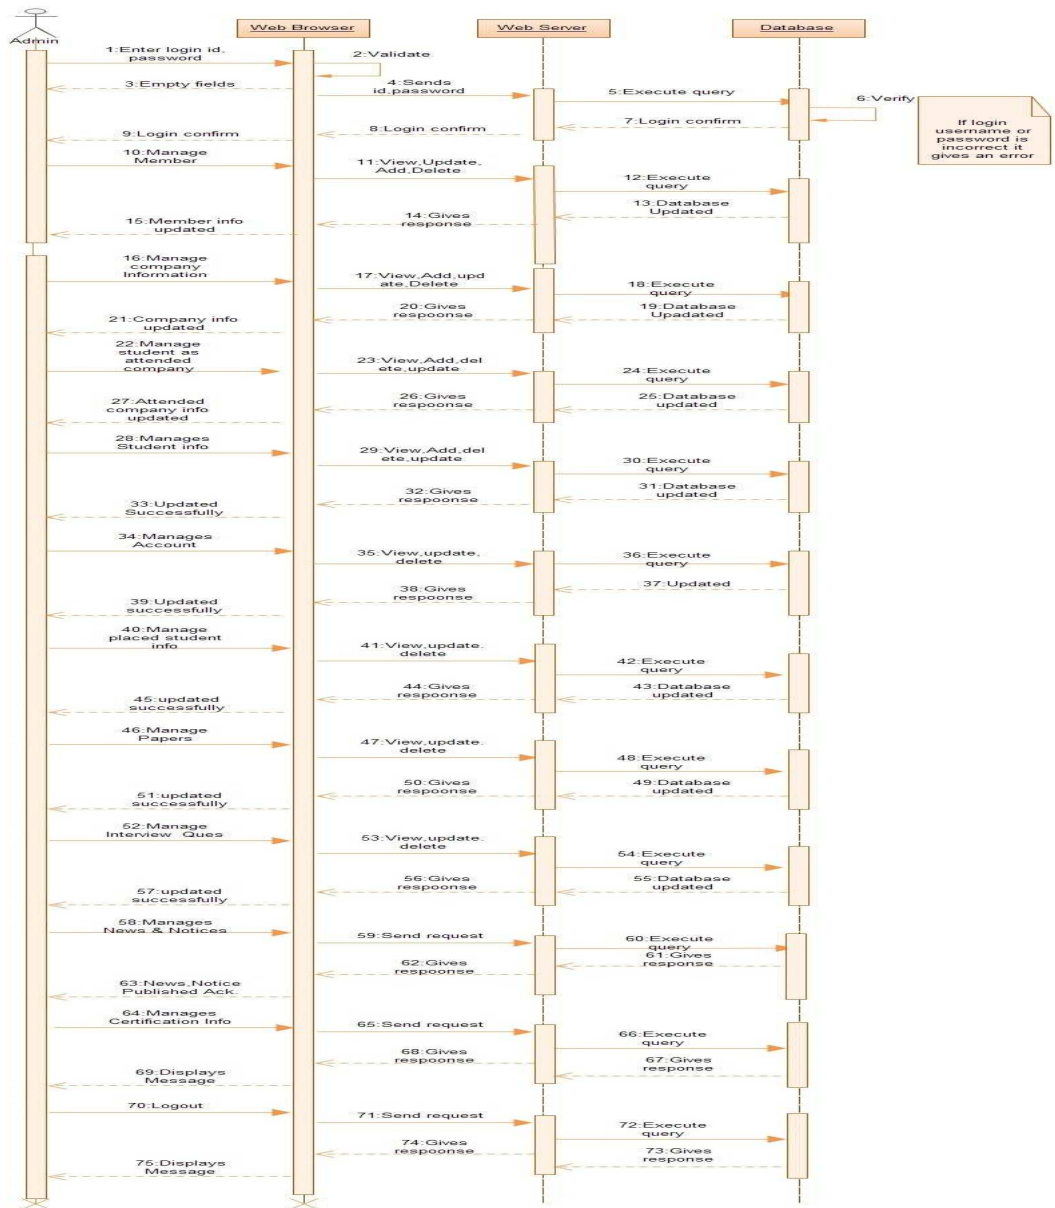 Admin
Web Browser
Web Server
Database
1:Enter login id,
password
2:Validate
3:Empty fields
4:Sends
id,password
5:Execute query
6:Verify
7:Login confirm
8:Login confirm
9:Login confirm
If login
username or
password is
incorrect it
gives an error
10:Manage
Member
11:View,Update,
Add,Delete
12:Execute
query
13:Database
Updated
14:Gives
response
15:Member info
updated
16:Manage
company
Information
17:View,Add,upd
ate,Delete
18:Execute
query
19:Database
Upadated
20:Gives
respoonse
21:Company info
updated
22:Manage
student as
attended
company
23:View,Add,del
ete,update
24:Execute
query
25:Database
updated
26:Gives
respoonse
27:Attended
company info
updated
28:Manages
Student info
29:View,Add,del
ete,update
30:Execute
query
31:Database
updated
32:Gives
respoonse
33:Updated
Successfully
34:Manages
Account
35:View,update,
delete
36:Execute
query
37:Updated
38:Gives
respoonse
39:Updated
successfully
40:Manage
placed student
info
41:View,update.
delete
42:Execute
query
43:Database
updated
44:Gives
respoonse
45:updated
successfully
46:Manage
Papers
47:View,update.
delete
48:Execute
query
49:Database
updated
50:Gives
respoonse
51:updated
successfully
52:Manage
Interview Ques
53:View,update.
delete
54:Execute
query
55:Database
updated
56:Gives
respoonse
57:updated
successfully
58:Manages
News & Notices
59:Send request
60:Execute
query
61:Gives
response
62:Gives
respoonse
63:News,Notice
Published Ack.
64:Manages
Certification Info
65:Send request
66:Execute
query
67:Gives
response
68:Gives
respoonse
69:Displays
Message
70:Logout
71:Send request
72:Execute
query
73:Gives
response
74:Gives
respoonse
75:Displays
Message